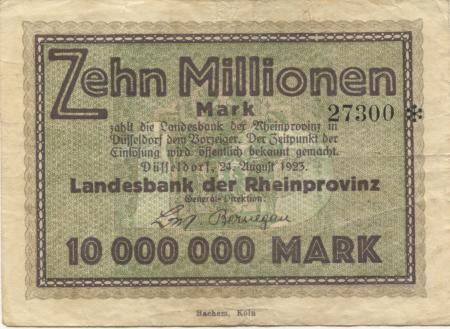 Zehn Millionen
Mark
27300 *
zahlt die Landesbank der Rheinprovinz in
Düsseldorf dem Vorzeiger. Der Zeitpunkt der
Einlösung wird öffentlich bekannt gemacht.
Düsseldorf, 24. August 1923.
Landesbank der Rheinprovinz
General-Direktion:
10 000 000 MARK
Bachem, Köln